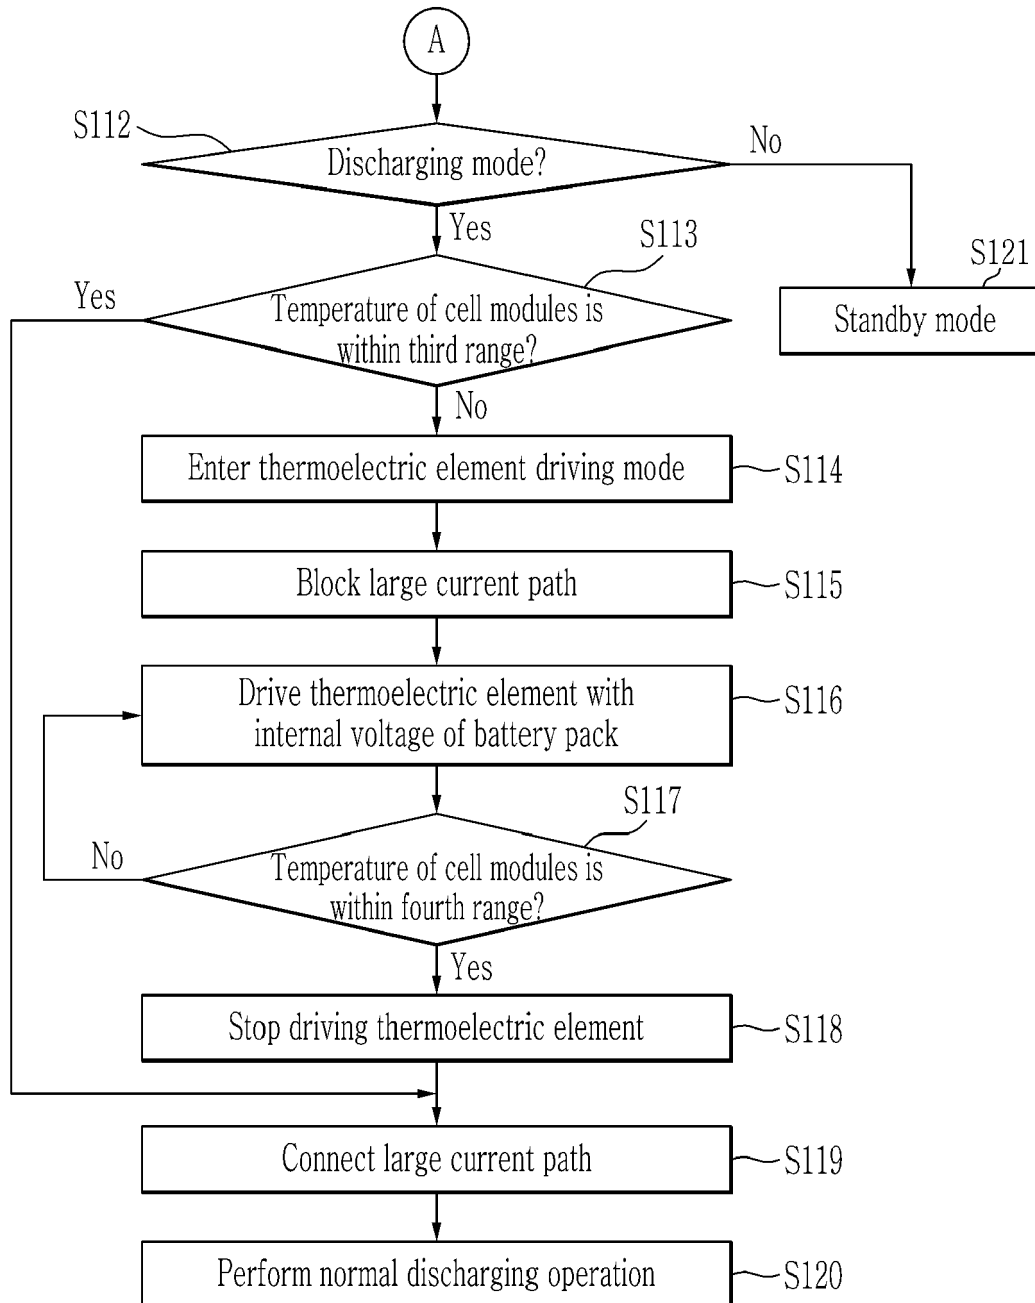 A
S112
Discharging mode?
No
Yes
S113
S121
Standby mode
Yes
Temperature of cell modules is
within third range?
No
Enter thermoelectric element driving mode
S114
Block large current path
S115
Drive thermoelectric element with
internal voltage of battery pack
S116
S117
No
Temperature of cell modules is
within fourth range?
Yes
Stop driving thermoelectric element
S118
Connect large current path
S119
Perform normal discharging operation
S120